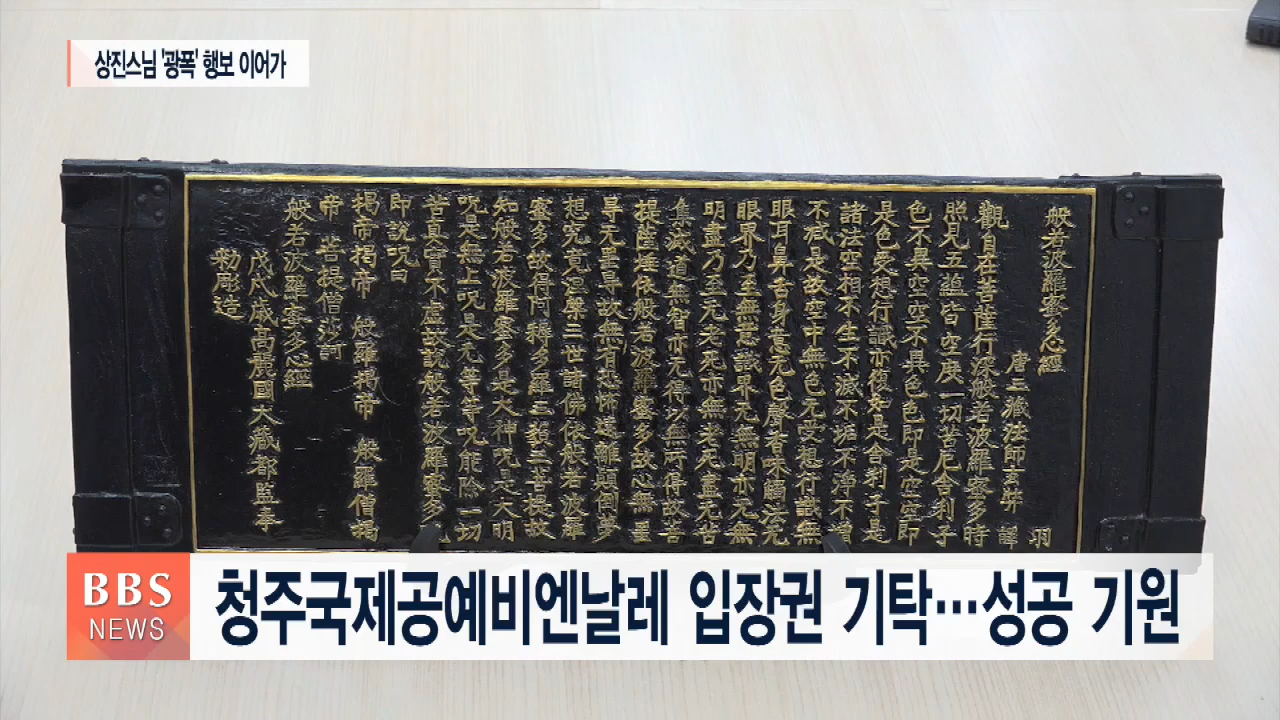 상진스님 '광폭' 행보 이어가
般若波羅蜜多心經 羽
唐三藏法師玄奘 譯
觀自在菩薩行深般若波羅蜜多時
照見五蘊皆空度一切苦厄舍利子
色不異空空不異色色即是空空即
是色受想行識亦復如是舍利子是
諸法空相不生不滅不垢不淨不增
不減是故空中無色无受想行識無
眼耳鼻舌身意无色聲香味觸法无
眼界乃至無意識界无無明亦无無
明盡乃至无老死亦無老死盡无苦
集滅道無智亦无得以無所得故菩
提薩埵依般若波羅蜜多故心無罣
㝵无罣㝵故無有恐怖遠離顛倒夢
想究竟涅槃三世諸佛依般若波羅
蜜多故得阿耨多羅三藐三菩提故
知般若波羅蜜多是大神呪是大明
呪是無上呪是无等等呪能除一切
苦真實不虛故說般若波羅蜜多呪
即說呪曰
揭帝揭帝 般羅揭帝 般羅僧揭
帝 菩提僧莎訶
般若波羅蜜多心經
戊戌歲高麗國大藏都監奉
勅彫造
BBS
NEWS
청주국제공예비엔날레 입장권 기탁…성공 기원